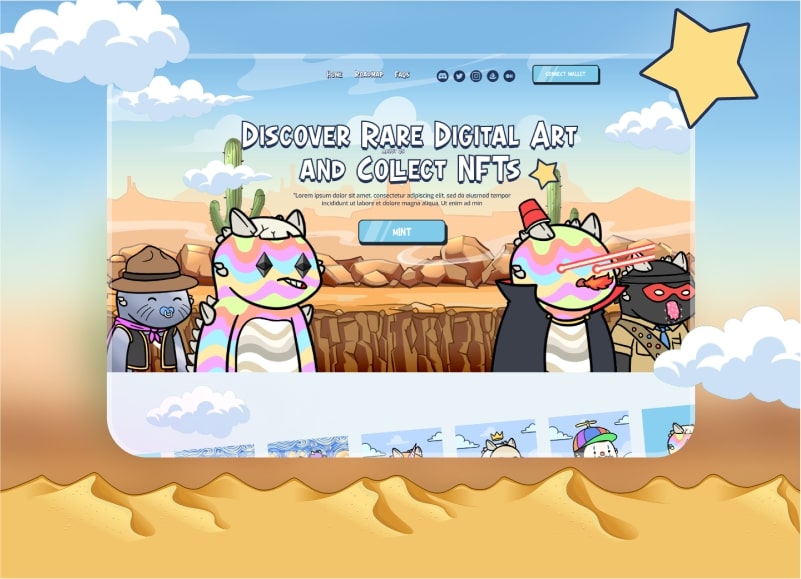 Home Roadmap FAQs
CONNECT WALLET
Discover Rare Digital Art
and Collect NFTs
"Lorem ipsum dolor sit amet, consectetur adipiscing elit, sed do eiusmod tempor
incididunt ut labore et dolore magna aliqua. Ut enim ad min
MINT